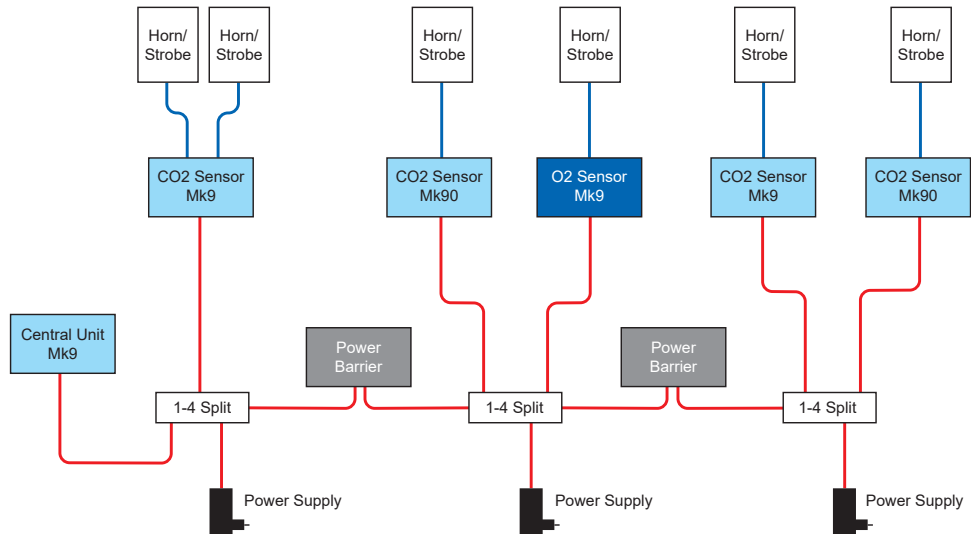 Horn/
Strobe
Horn/
Strobe
Horn/
Strobe
Horn/
Strobe
Horn/
Strobe
Horn/
Strobe
CO2 Sensor
Mk9
CO2 Sensor
Mk90
O2 Sensor
Mk9
CO2 Sensor
Mk9
CO2 Sensor
Mk90
Central Unit
Mk9
Power
Barrier
Power
Barrier
1-4 Split
1-4 Split
1-4 Split
Power Supply
Power Supply
Power Supply